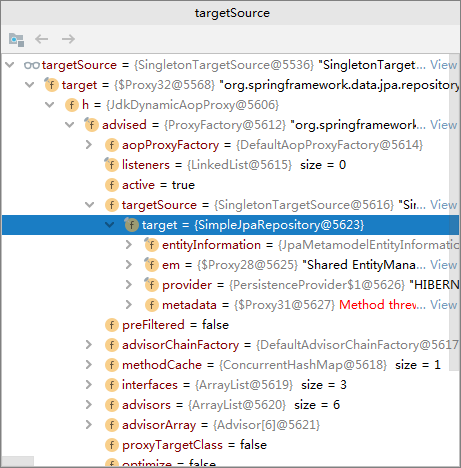 targetSource
targetSource = {SingletonTargetSource@5536} "SingletonTarget... View
target = {$Proxy32@5568} "org.springframework.data.jpa.repository
h = {JdkDynamicAopProxy@5606}
advised = {ProxyFactory@5612} "org.springframework... View
aopProxyFactory = {DefaultAopProxyFactory@5614}
listeners = {LinkedList@5615} size = 0
active = true
targetSource = {SingletonTargetSource@5616} "Sin... View
target = {SimpleJpaRepository@5623}
entityInformation = {JpaMetamodelEntityInformatio
em = {$Proxy28@5625} "Shared EntityMana... View
provider = {PersistenceProvider$1@5626} "HIBERN
metadata = {$Proxy31@5627} Method threv... View
preFiltered = false
advisorChainFactory = {DefaultAdvisorChainFactory@5617
methodCache = {ConcurrentHashMap@5618} size = 1
interfaces = {ArrayList@5619} size = 3
advisors = {ArrayList@5620} size = 6
advisorArray = {Advisor[6]@5621}
proxyTargetClass = false
optimize = false